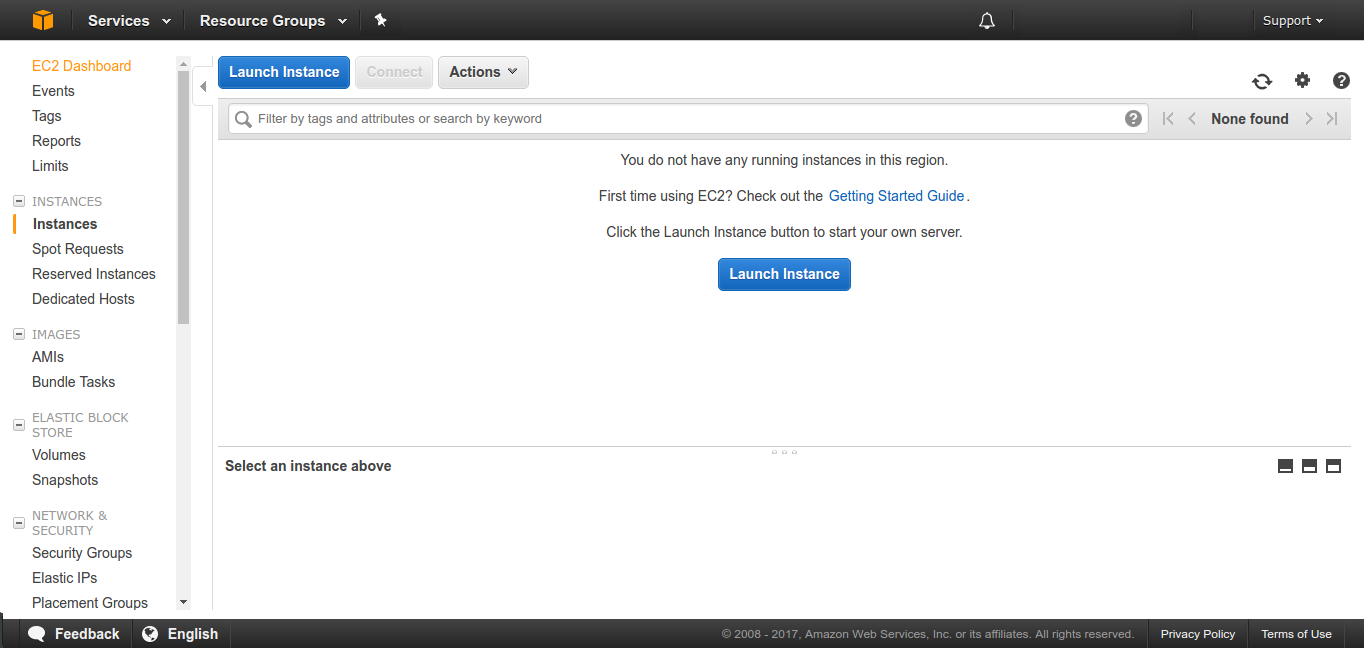 Services Resource Groups Support
EC2 Dashboard
Events
Tags
Reports
Limits
INSTANCES
Instances
Spot Requests
Reserved Instances
Dedicated Hosts
IMAGES
AMIs
Bundle Tasks
ELASTIC BLOCK
STORE
Volumes
Snapshots
NETWORK &
SECURITY
Security Groups
Elastic IPs
Placement Groups
Launch Instance Connect Actions
Filter by tags and attributes or search by keyword None found
You do not have any running instances in this region.
First time using EC2? Check out the Getting Started Guide.
Click the Launch Instance button to start your own server.
Launch Instance
Select an instance above
Feedback English © 2008 - 2017, Amazon Web Services, Inc. or its affiliates. All rights reserved. Privacy Policy Terms of Use